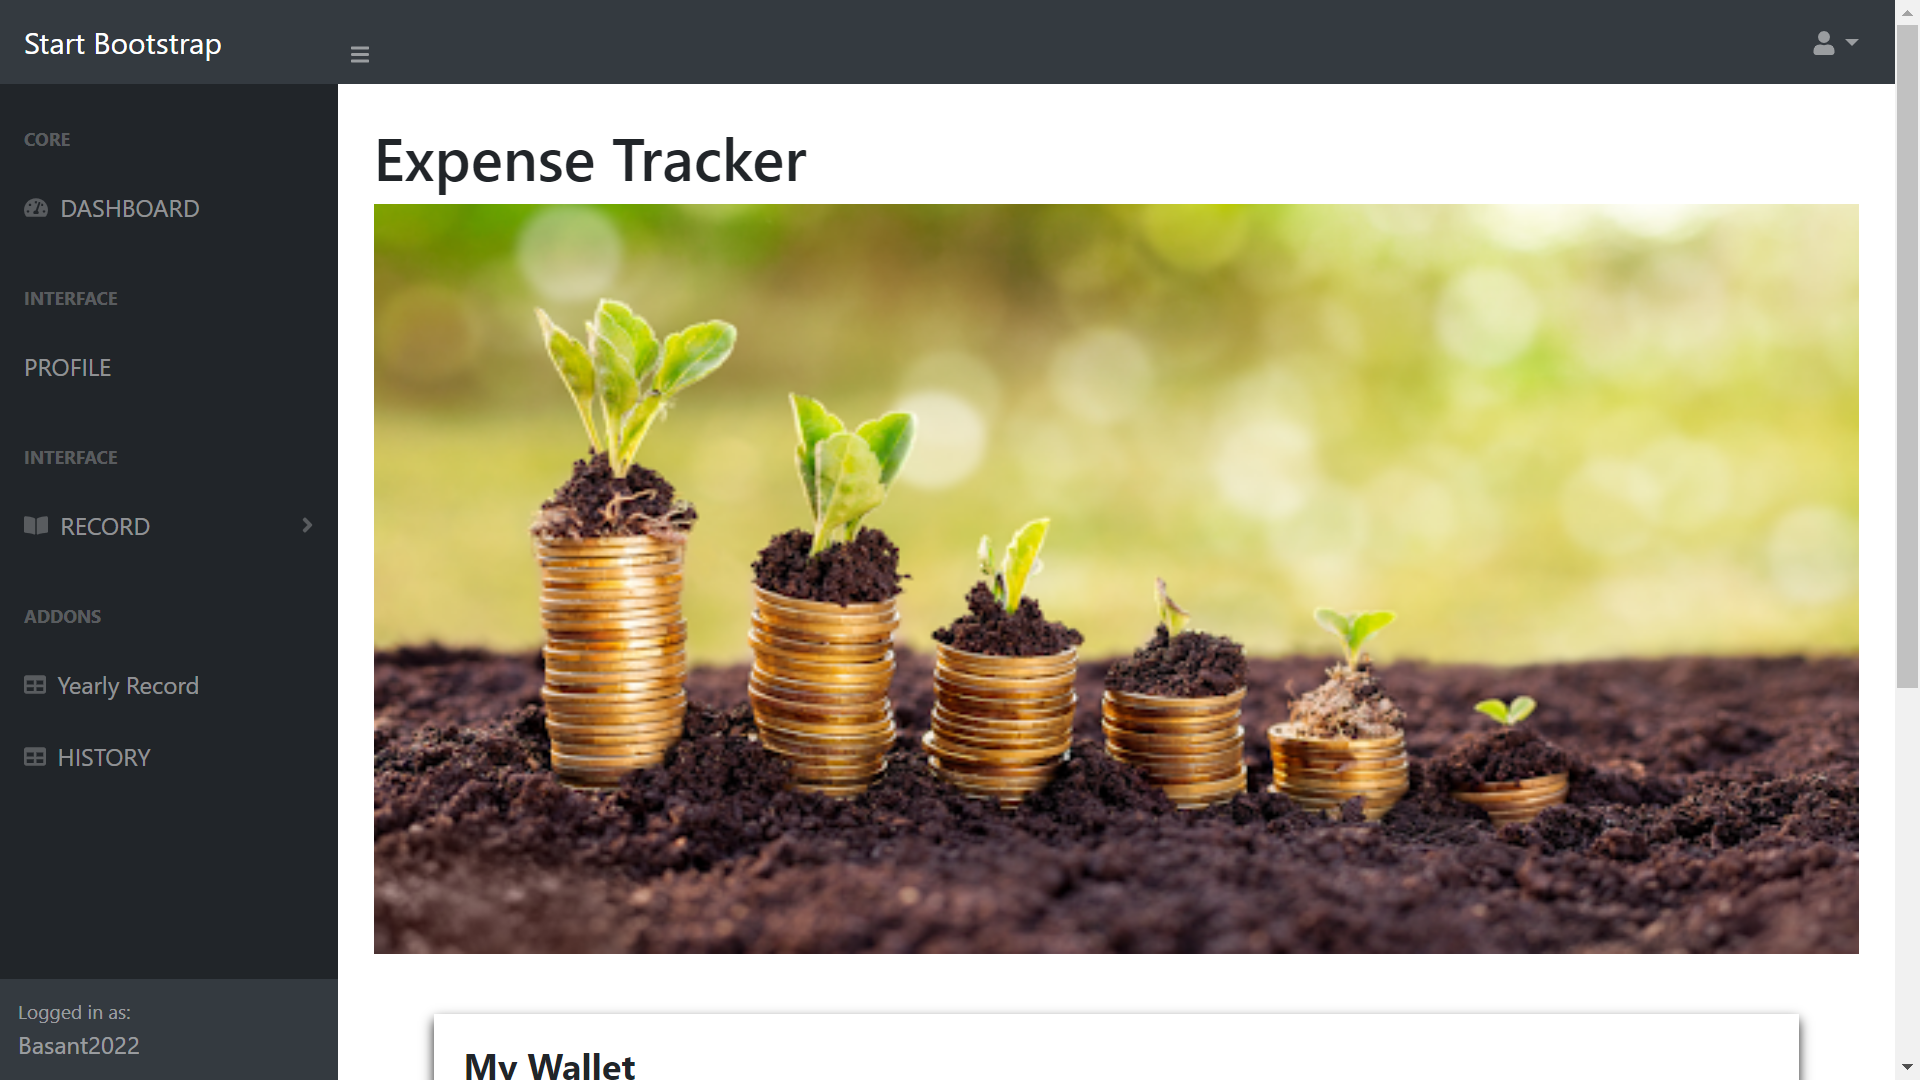 Start Bootstrap
CORE
DASHBOARD
INTERFACE
PROFILE
INTERFACE
RECORD
ADDONS
Yearly Record
HISTORY
Logged in as:
Basant2022
Expense Tracker
My Wallet